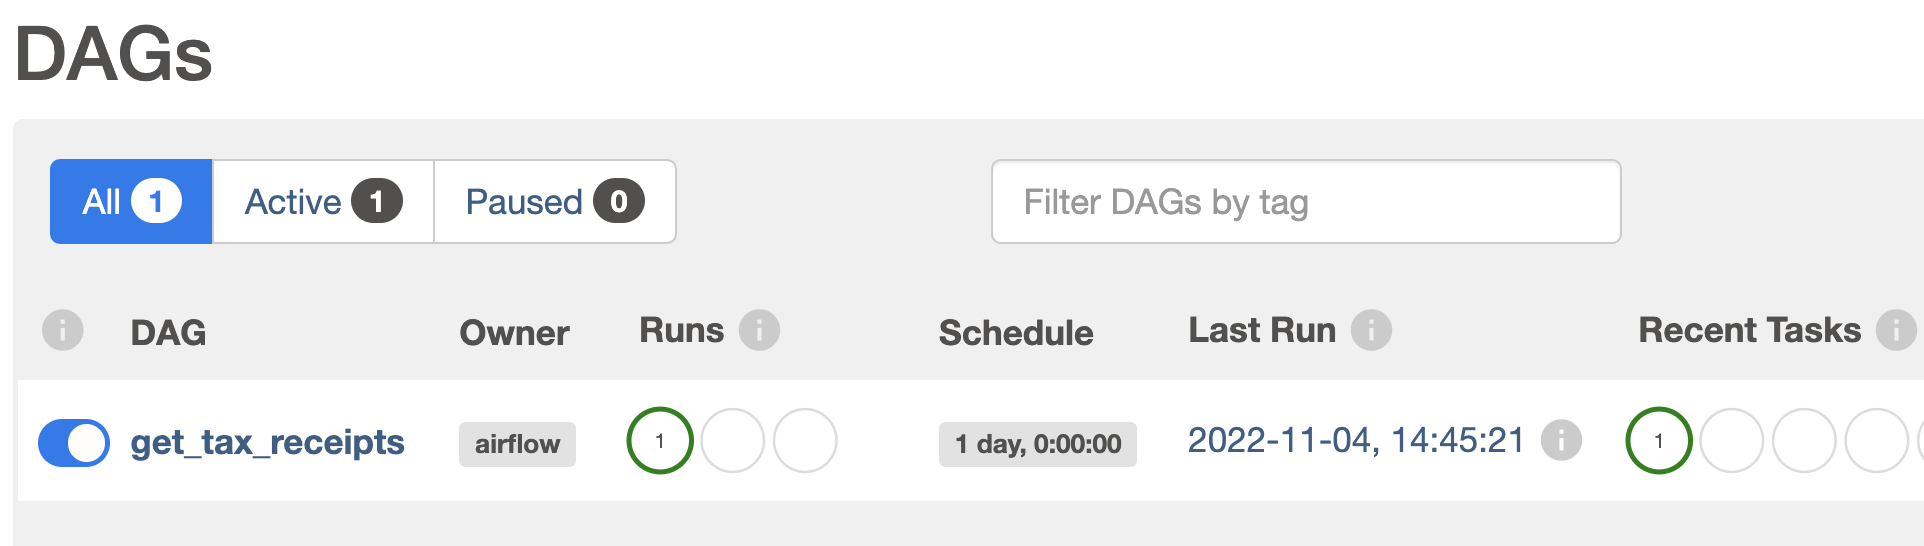 DAGs
All 1 Active 1 Paused 0 Filter DAGs by tag
i DAG Owner Runs i Schedule Last Run i Recent Tasks i
get_tax_receipts airflow 1 1 day, 0:00:00 2022-11-04, 14:45:21 i 1